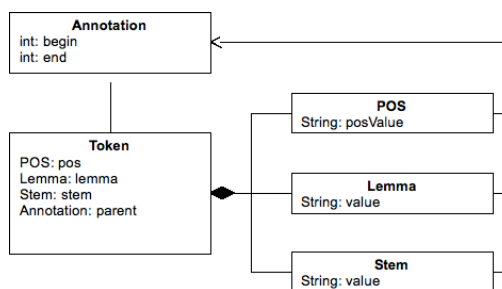 Annotation
int: begin
int: end
Token
POS: pos
Lemma: lemma
Stem: stem
Annotation: parent
POS
String: posValue
Lemma
String: value
Stem
String: value